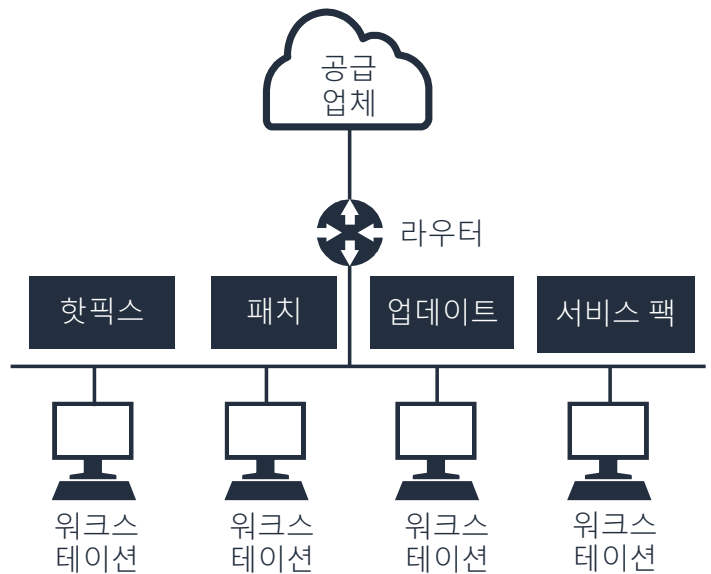 공급
업체
라우터
핫픽스
패치
업데이트
서비스 팩
워크스
테이션
워크스
테이션
워크스
테이션
워크스
테이션